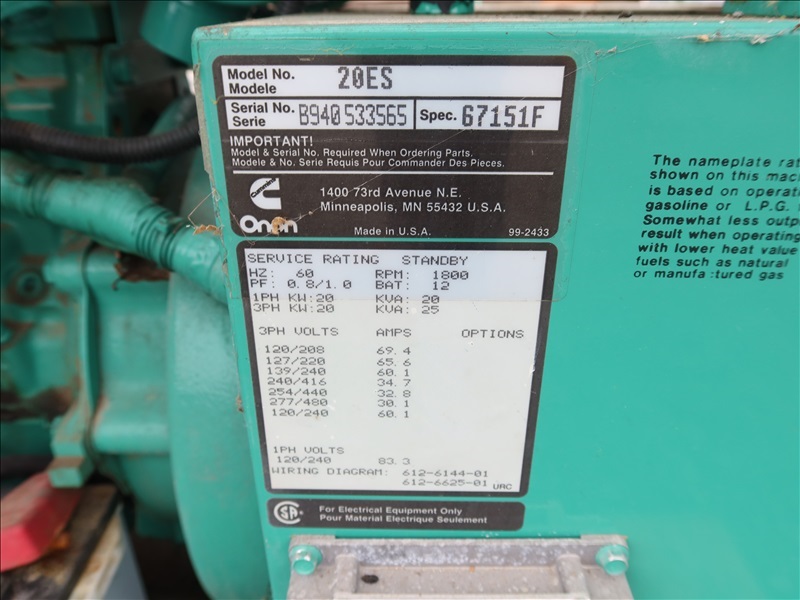 Model No. 20ES
Modele
Serial No. B940533565 Spec. 67151F
Serie
IMPORTANT!
Model & Serial No. Required When Ordering Parts.
Modele & No. Serie Requis Pour Commander Des Pieces.
1400 73rd Avenue N.E.
Minneapolis, MN 55432 U.S.A.
Onan
Made in U.S.A. 99-2433
SERVICE RATING STANDBY
HZ: 60 RPM: 1800
PF: 0.8/1.0 BAT: 12
1PH KW:20 KVA: 20
3PH KW:20 KVA: 25
3PH VOLTS AMPS OPTIONS
120/208 69.4
127/220 65.6
139/240 60.1
240/416 34.7
254/440 32.8
277/480 30.1
120/240 60.1
1PH VOLTS
120/240 83.3
WIRING DIAGRAM: 612-6144-01
612-6625-01 URC
For Electrical Equipment Only
Pour Material Electrique Seulement
The nameplate rat
shown on this mac
is based on operat
gasoline or L.P.G.
Somewhat less outp
result when operating
with lower heat value
fuels such as natural
or manufa :tured gas